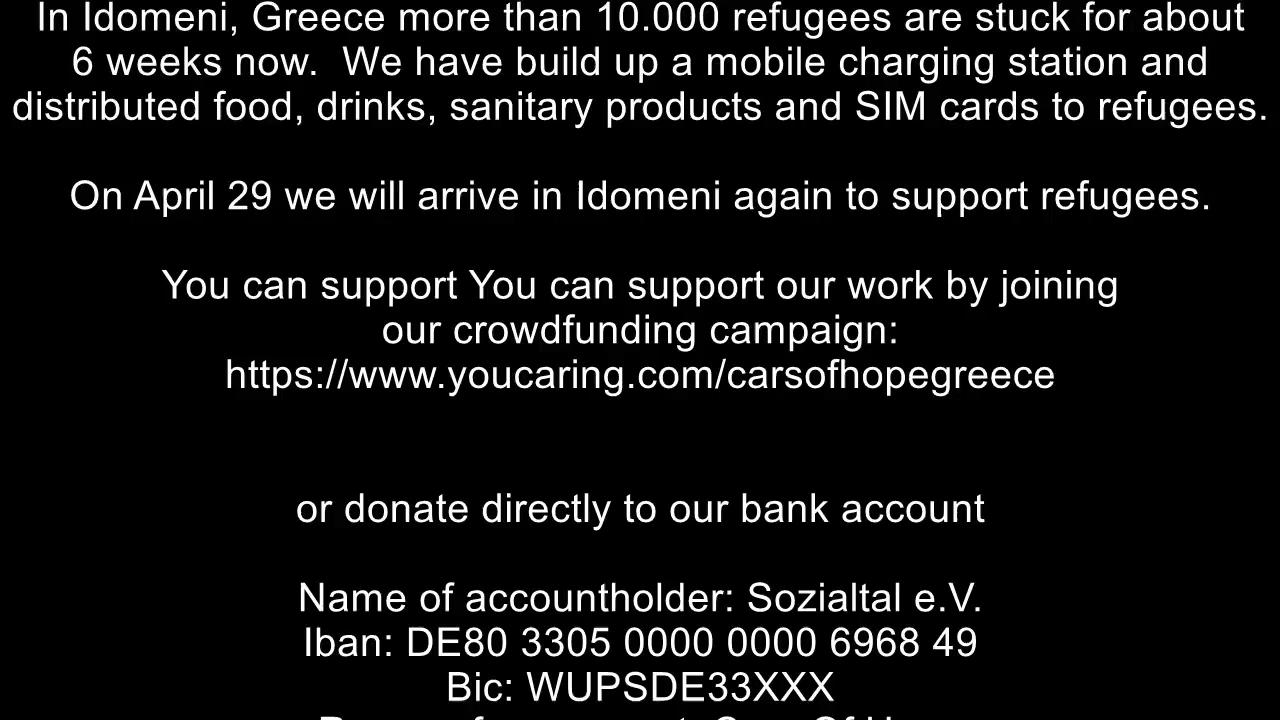 In Idomeni, Greece more than 10.000 refugees are stuck for about
6 weeks now.  We have build up a mobile charging station and
distributed food, drinks, sanitary products and SIM cards to refugees.
On April 29 we will arrive in Idomeni again to support refugees.
You can support You can support our work by joining
our crowdfunding campaign:
https://www.youcaring.com/carsofhopegreece
or donate directly to our bank account
Name of accountholder: Sozialtal e.V.
Iban: DE80 3305 0000 0000 6968 49
Bic: WUPSDE33XXX